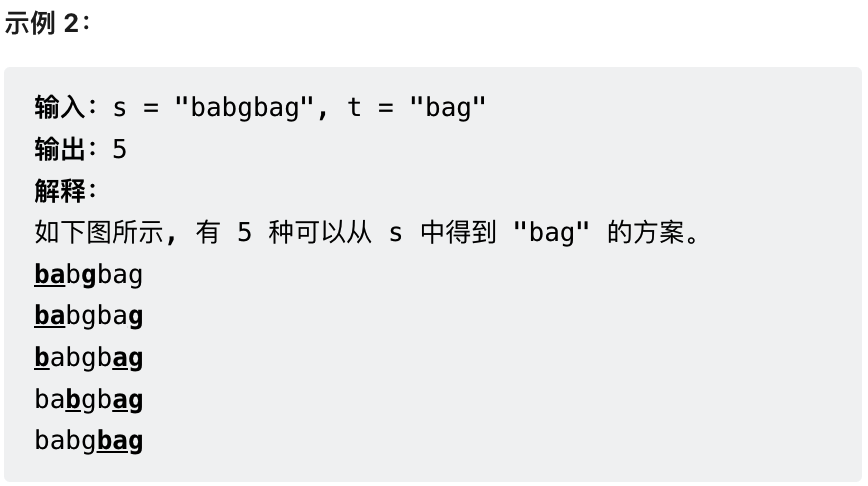 示例 2：
输入：s = "babgbag", t = "bag"
输出：5
解释：
如下图所示, 有 5 种可以从 s 中得到 "bag" 的方案。
babgbag
babgbag
babgbag
babgbag
babgbag